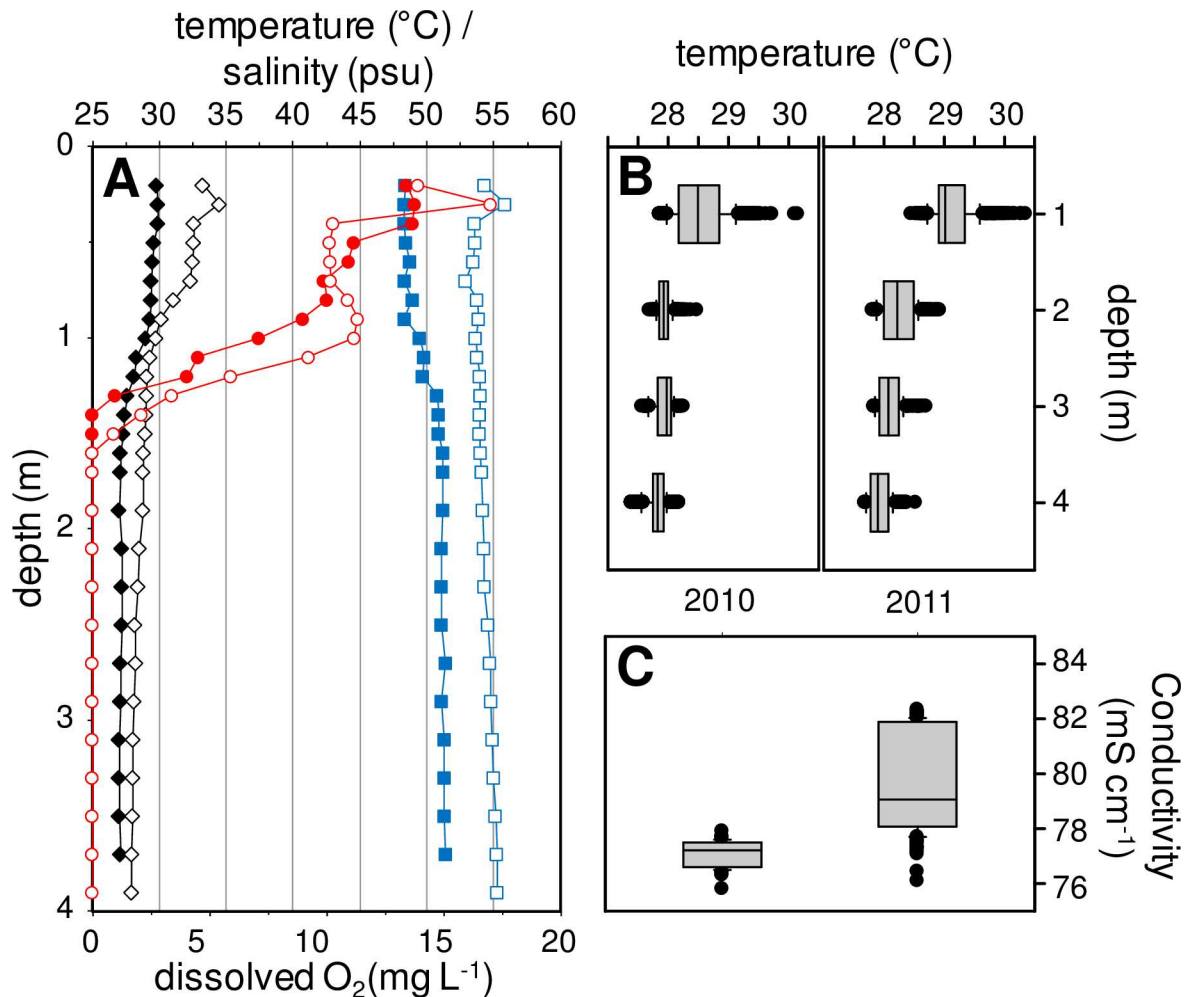 temperature (°C) /
salinity (psu)
25 30 35 40 45 50 55 60
A
0
1
2
3
4
depth (m)
0 5 10 15 20
dissolved O₂(mg L⁻¹)
temperature (°C)
28 29 30 28 29 30
B
1
2
3
4
depth (m)
2010 2011
C
84
82
80
78
76
Conductivity
(mS cm⁻¹)